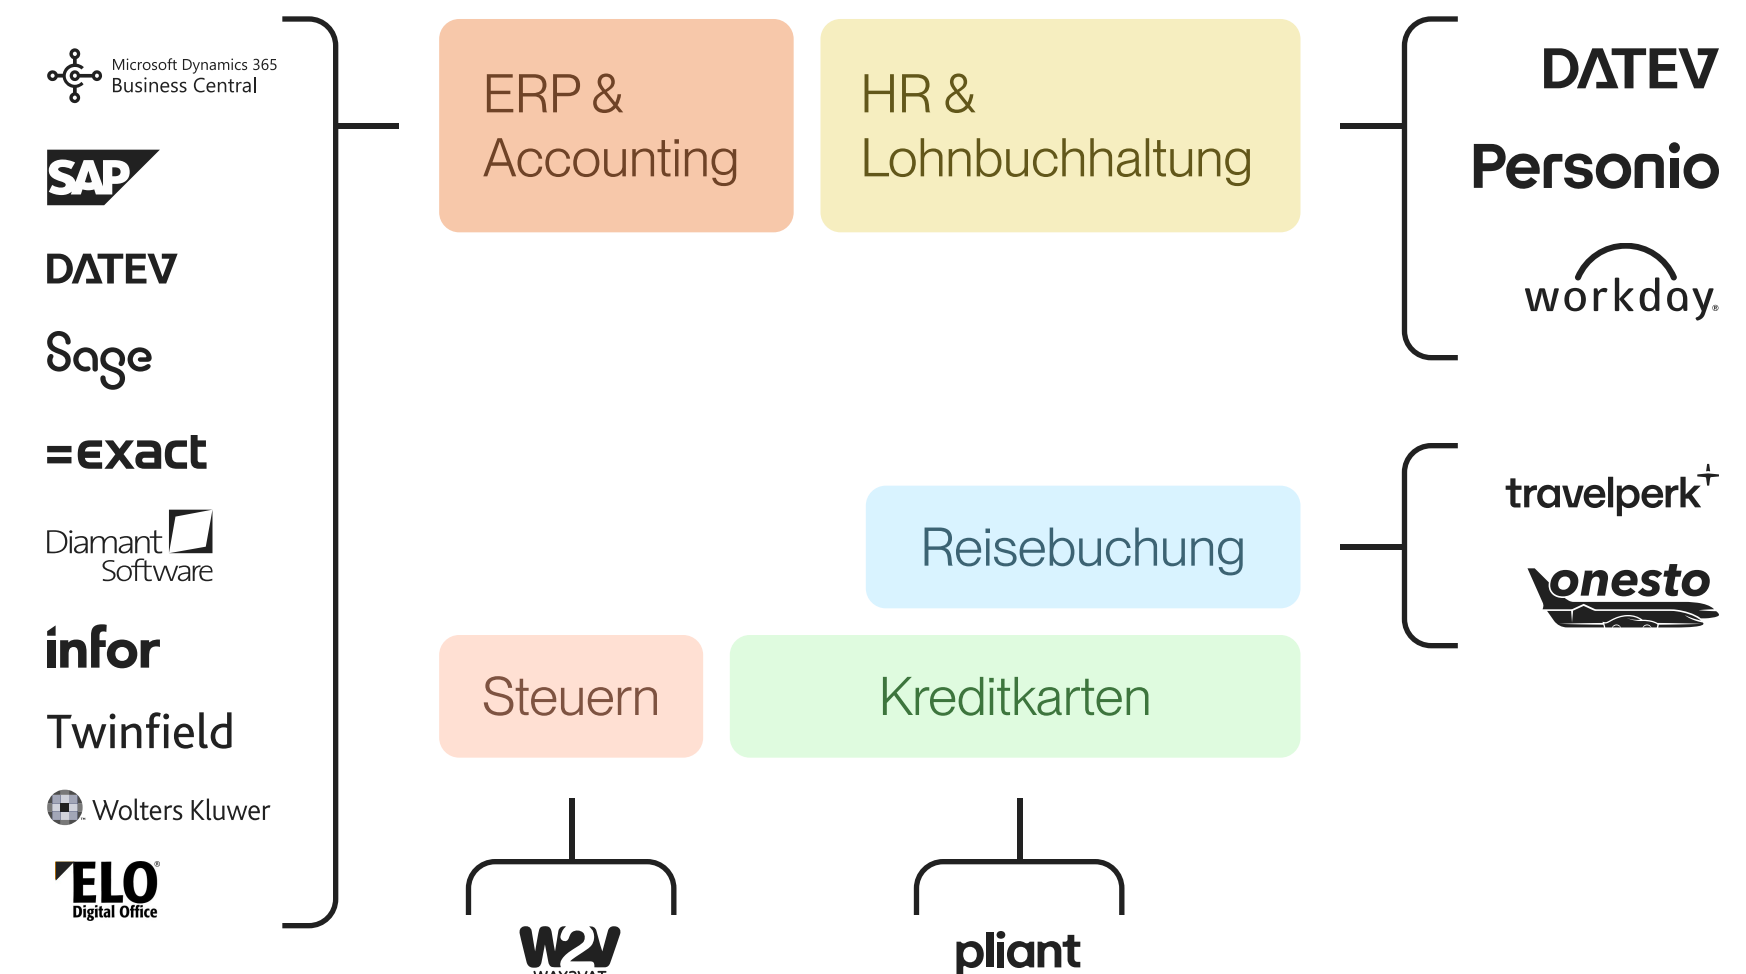 Microsoft Dynamics 365
Business Central
SAP
DATEV
Sage
=exact
Diamant
Software
infor
Twinfield
Wolters Kluwer
ELO®
Digital Office
ERP &
Accounting
HR &
Lohnbuchhaltung
DATEV
Personio
workday®
Reisebuchung
travelperk
onesto
Steuern
Kreditkarten
W2V
WAY2VAT
pliant